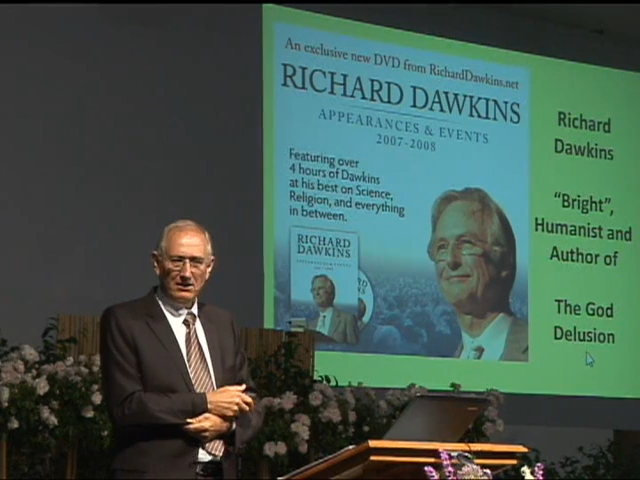 An exclusive new DVD from RichardDawkins.net
RICHARD DAWKINS
APPEARANCES & EVENTS
2007-2008
Featuring over
4 hours of Dawkins
at his best on Science,
Religion, and everything
in between.
RICHARD
DAWKINS
Richard
Dawkins
“Bright”,
Humanist and
Author of
The God
Delusion